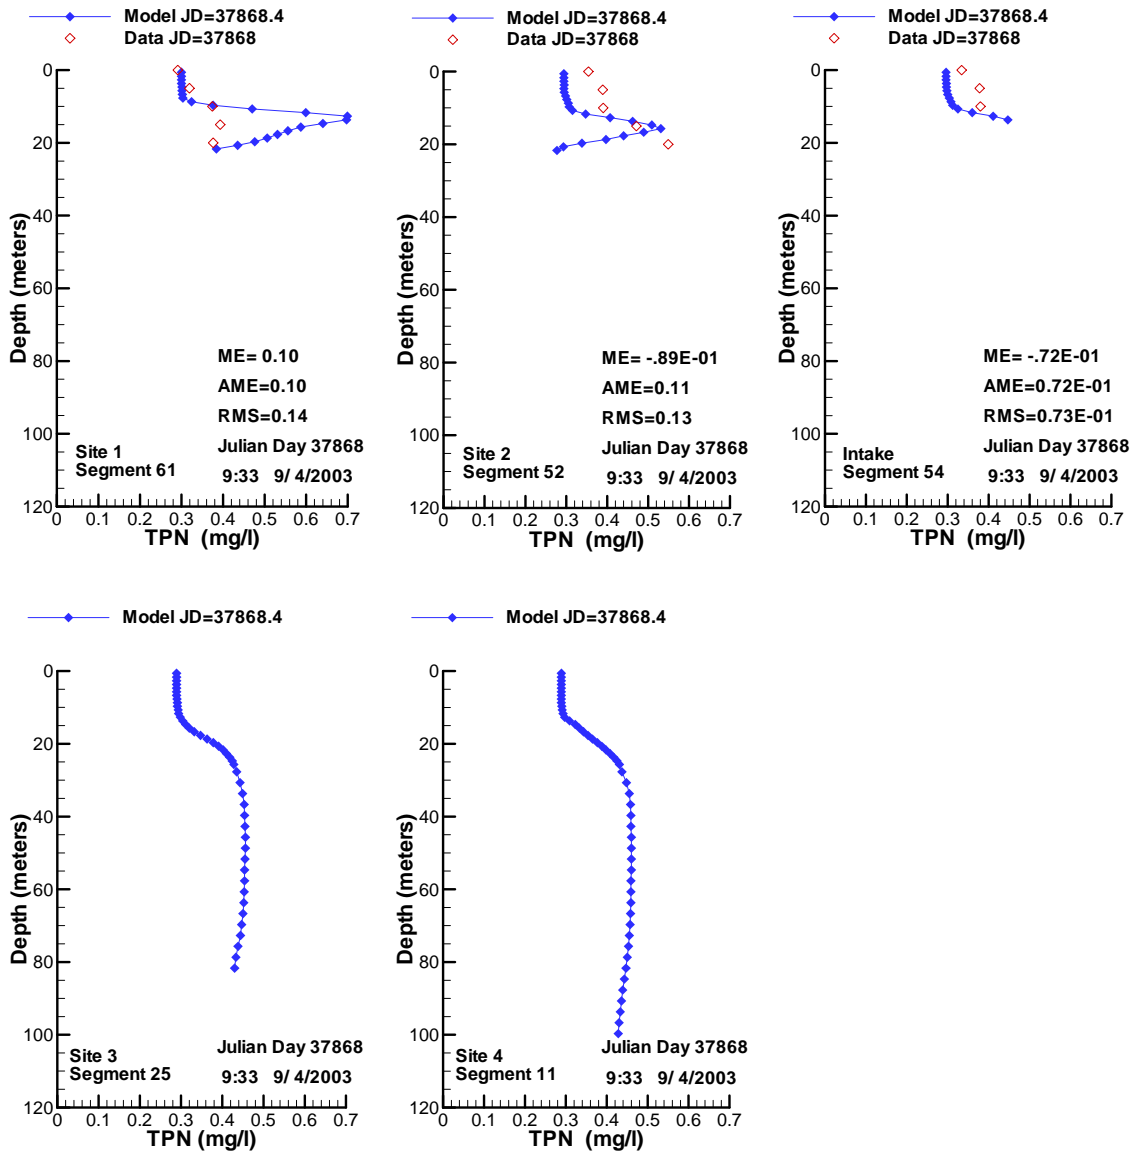 Model JD=37868.4
Data JD=37868
0
20
40
60
80
100
120
Depth (meters)
ME= 0.10
AME=0.10
RMS=0.14
Site 1
Segment 61
Julian Day 37868
9:33 9/ 4/2003
0 0.1 0.2 0.3 0.4 0.5 0.6 0.7
TPN (mg/l)
Model JD=37868.4
Data JD=37868
0
20
40
60
80
100
120
Depth (meters)
ME= -.89E-01
AME=0.11
RMS=0.13
Site 2
Segment 52
Julian Day 37868
9:33 9/ 4/2003
0 0.1 0.2 0.3 0.4 0.5 0.6 0.7
TPN (mg/l)
Model JD=37868.4
Data JD=37868
0
20
40
60
80
100
120
Depth (meters)
ME= -.72E-01
AME=0.72E-01
RMS=0.73E-01
Intake
Segment 54
Julian Day 37868
9:33 9/ 4/2003
0 0.1 0.2 0.3 0.4 0.5 0.6 0.7
TPN (mg/l)
Model JD=37868.4
0
20
40
60
80
100
120
Depth (meters)
Site 3
Segment 25
Julian Day 37868
9:33 9/ 4/2003
0 0.1 0.2 0.3 0.4 0.5 0.6 0.7
TPN (mg/l)
Model JD=37868.4
0
20
40
60
80
100
120
Depth (meters)
Site 4
Segment 11
Julian Day 37868
9:33 9/ 4/2003
0 0.1 0.2 0.3 0.4 0.5 0.6 0.7
TPN (mg/l)